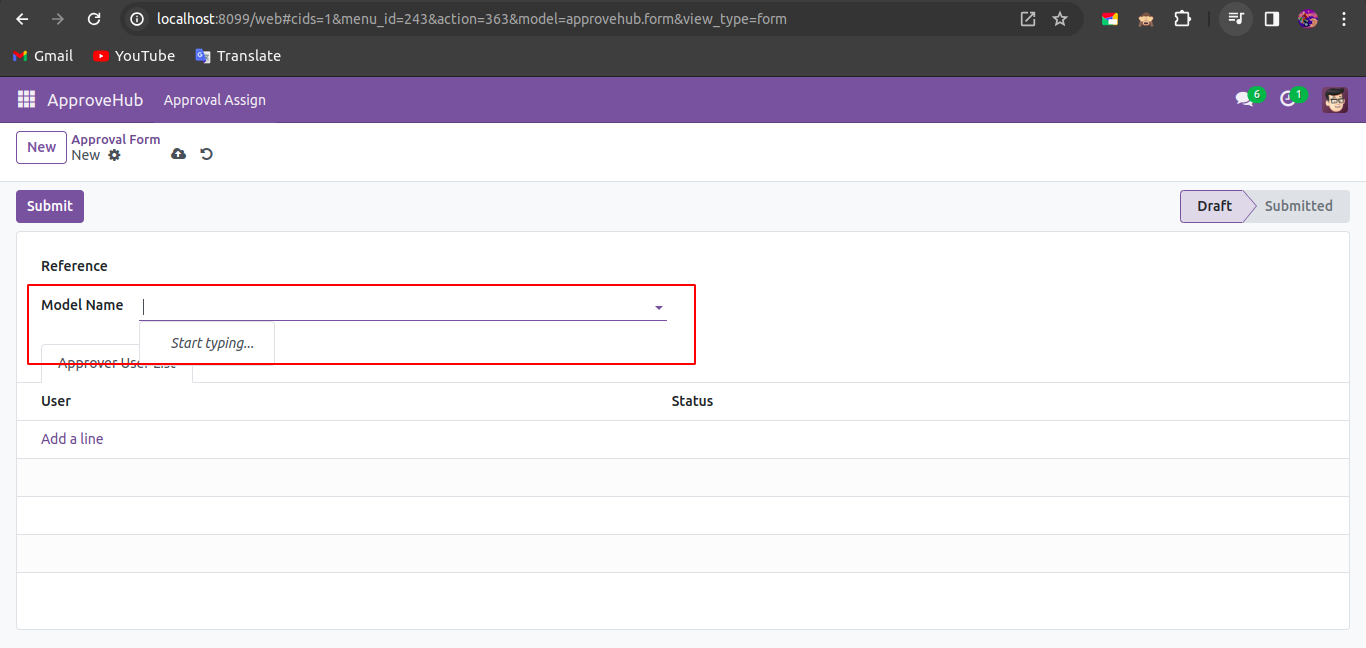 localhost:8099/web#cids=1&menu_id=243&action=363&model=approvehub.form&view_type=form
Gmail YouTube Translate
ApproveHub Approval Assign 6 1
New Approval Form
New
Submit Draft Submitted
Reference
Model Name
Start typing...
Approver User List
User Status
Add a line